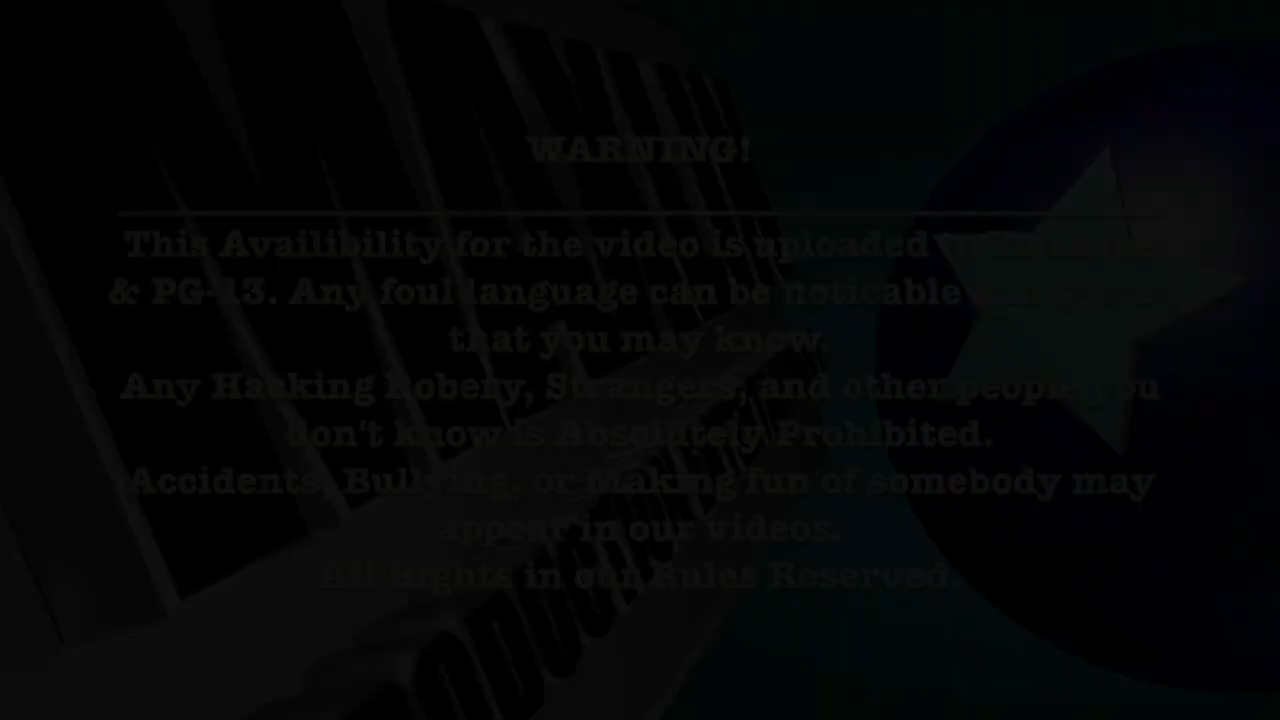 WARNING!
This Availibility for the video is uploaded
& PG-13. Any foul language can be noticable
that you may know.
Any Hacking Robery, Strangers, and other people you
don't know is Absolutely Prohibited.
Accidents, Bullying, or Making fun of somebody may
appear in our videos.
All Rights in our Rules Reserved.